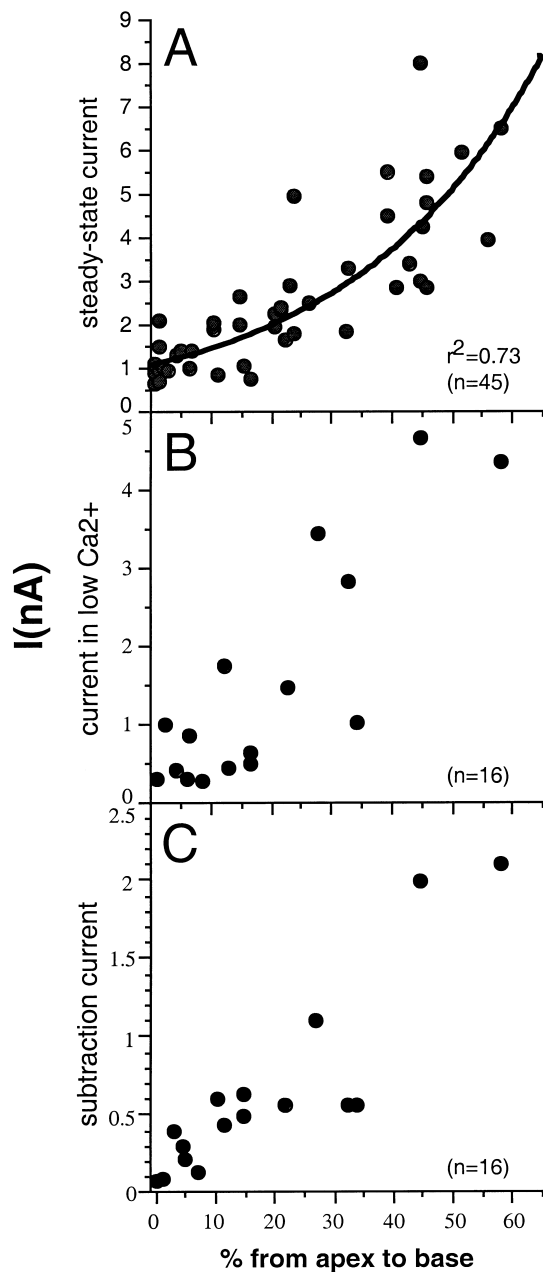 A
9
8
7
6
5
4
3
2
1
0
steady-state current
r2=0.73
(n=45)
B
5
4
3
2
1
0
current in low Ca2+
(n=16)
I(nA)
C
2.5
2
1.5
1
0.5
0
subtraction current
(n=16)
0 10 20 30 40 50 60
% from apex to base